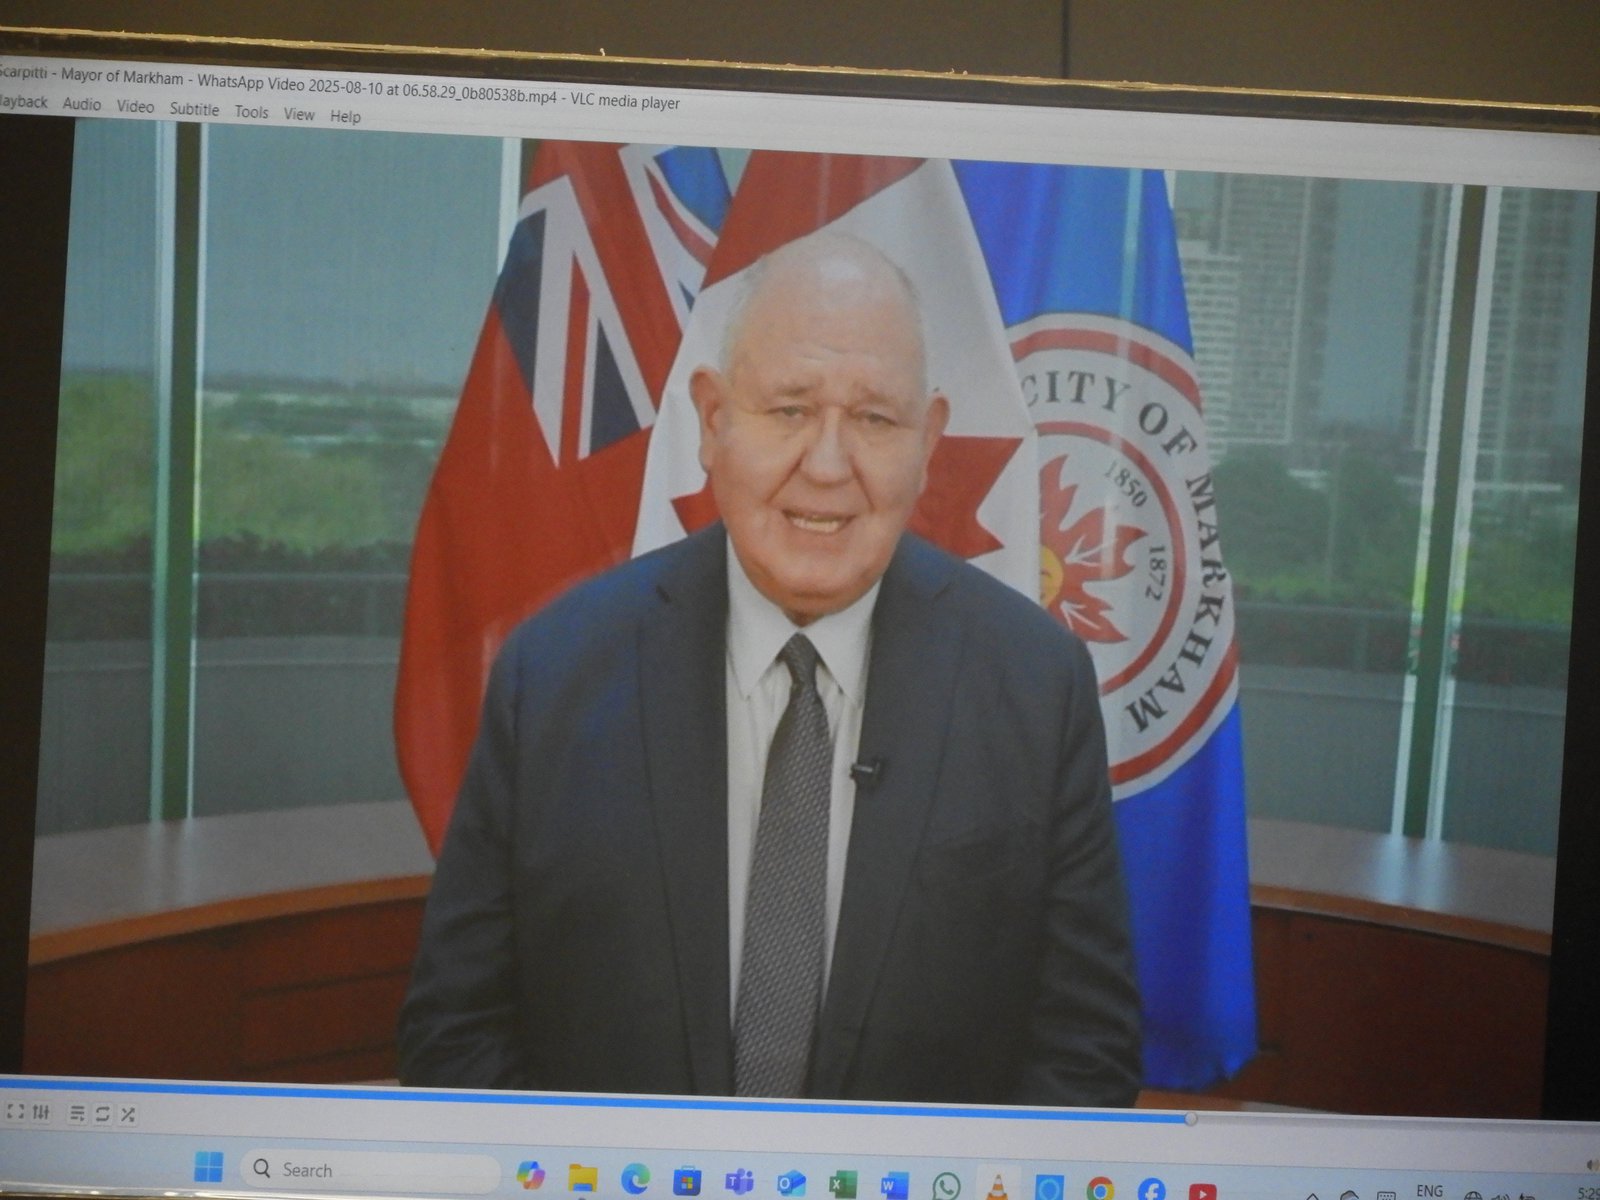 Scarpitti - Mayor of Markham - WhatsApp Video 2025-08-10 at 06.58.29_0b80538b.mp4 - VLC media player
layback Audio Video Subtitle Tools View Help
CITY OF MARKHAM
1850
1872
Search
ENG